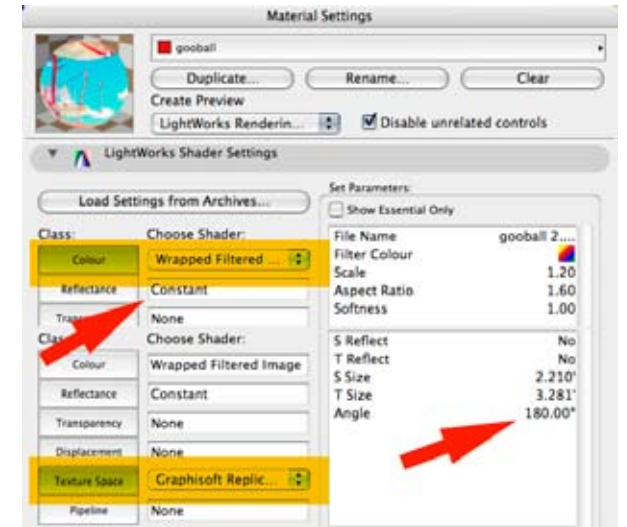 Material Settings
gooball
Duplicate... Rename... Clear
Create Preview
LightWorks Renderin... Disable unrelated controls
LightWorks Shader Settings
Load Settings from Archives...
Set Parameters:
Show Essential Only
Class: Choose Shader:
Colour Wrapped Filtered ...
Reflectance Constant
None
File Name gooball 2....
Filter Colour
Scale 1.20
Aspect Ratio 1.60
Softness 1.00
Choose Shader:
Colour Wrapped Filtered Image
Reflectance Constant
Transparency None
Displacement None
Texture Space Graphisoft Replic...
Pipeline None
S Reflect No
T Reflect No
S Size 2.210'
T Size 3.281'
Angle 180.00°